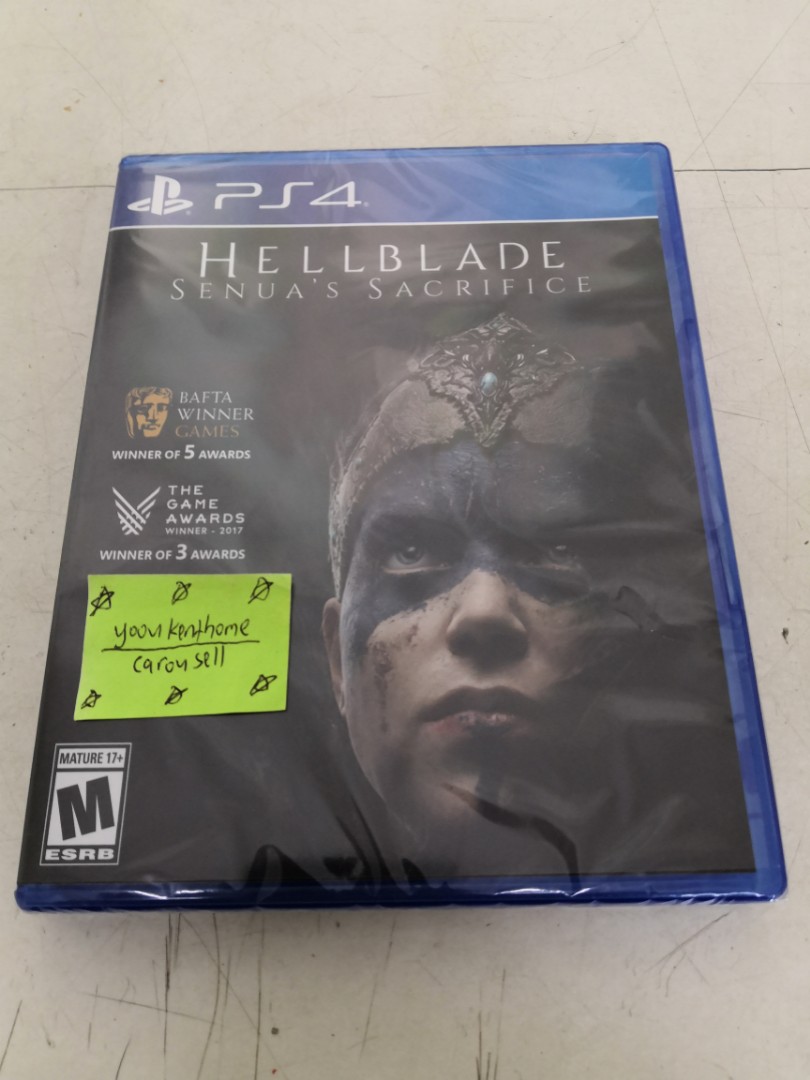 PS4
HELLBLADE
SENUA'S SACRIFICE
BAFTA
WINNER
GAMES
WINNER OF 5 AWARDS
THE
GAME
AWARDS
WINNER - 2017
WINNER OF 3 AWARDS
yoovikenthome
carousell
MATURE 17+
M
ESRB